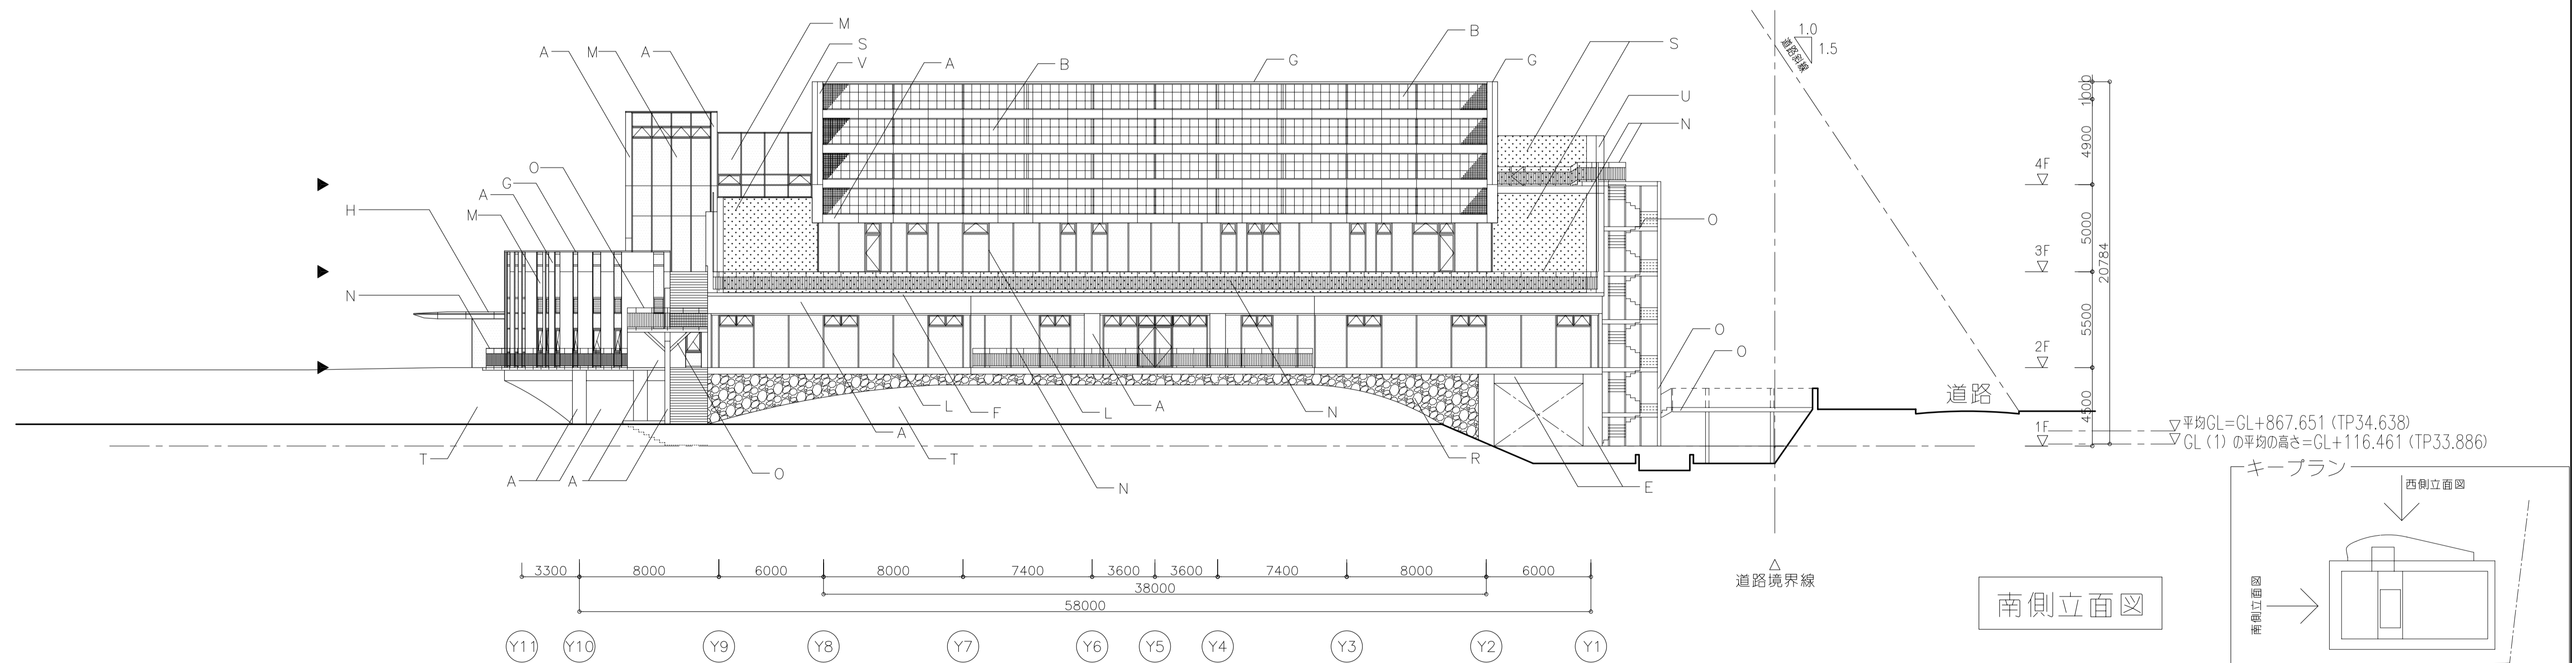 M
A
M
A
S
V
A
B
B
G
G
S
1.0
1.5
道路斜線
U
N
O
G
A
H
M
N
O
4F
3F
2F
1F
1000
4900
5000
5500
4500
20784
O
O
道路
平均GL=GL+867.651 (TP34.638)
GL (1) の平均の高さ=GL+116.461 (TP33.886)
T
A
A
O
A
L
F
T
N
L
A
N
R
E
キープラン
西側立面図
南側立面図
道路境界線
3300
8000
6000
8000
7400
3600
3600
7400
8000
6000
38000
58000
南側立面図
Y11
Y10
Y9
Y8
Y7
Y6
Y5
Y4
Y3
Y2
Y1